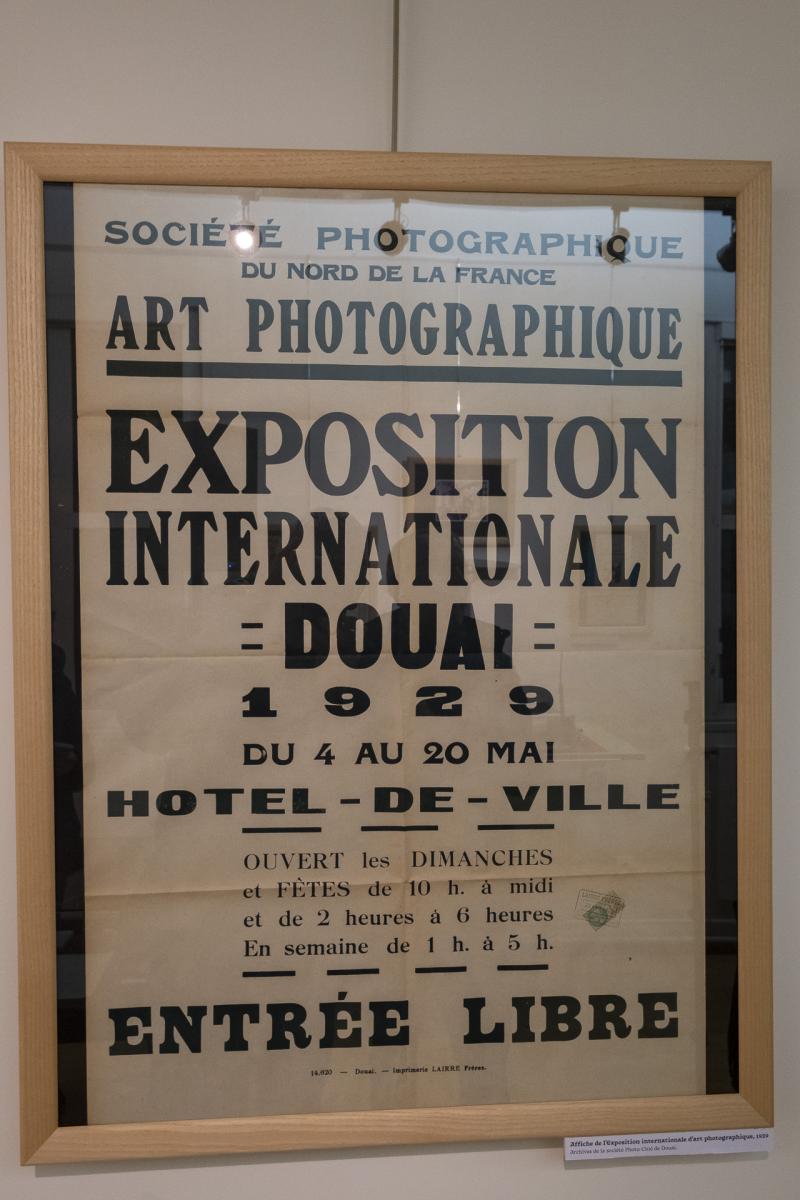 SOCIÉTÉ PHOTOGRAPHIQUE
DU NORD DE LA FRANCE
ART PHOTOGRAPHIQUE
EXPOSITION
INTERNATIONALE
= DOUAI =
1929
DU 4 AU 20 MAI
HOTEL-DE-VILLE
OUVERT les DIMANCHES
et FÊTES de 10 h. à midi
et de 2 heures à 6 heures
En semaine de 1 h. à 5 h.
ENTRÉE LIBRE
14.620 — Douai. — Imprimerie LAIRRE Frères.
Affiche de l'Exposition internationale d'art photographique, 1929
Archives de la société Photo-Ciné de Douai.